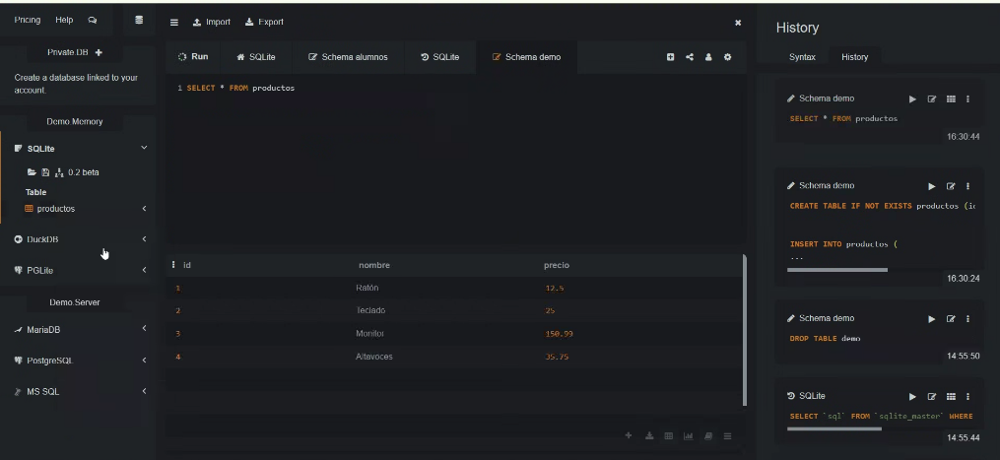 Pricing Help
Import Export
Private DB
Create a database linked to your
account.
Demo Memory
SQLite
0.2 beta
Table
productos
DuckDB
PGLite
Demo Server
MariaDB
PostgreSQL
MS SQL
Run SQLite Schema alumnos SQLite Schema demo
1 SELECT * FROM productos
id nombre precio
1 Ratón 12.5
2 Teclado 25
3 Monitor 150.99
4 Altavoces 35.75
History
Syntax History
Schema demo
SELECT * FROM productos
16:30:44
Schema demo
CREATE TABLE IF NOT EXISTS productos (ic
INSERT INTO productos (
...
16:30:24
Schema demo
DROP TABLE demo
14:55:50
SQLite
SELECT `sql` FROM `sqlite_master` WHERE
14:55:44